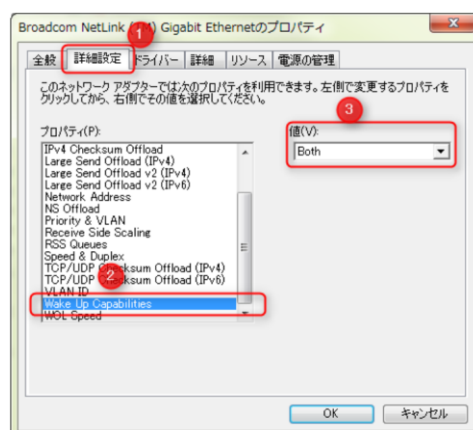 Broadcom NetLink (TM) Gigabit Ethernetのプロパティ
1
全般 詳細設定 ドライバー 詳細 リソース 電源の管理
このネットワーク アダプターでは次のプロパティを利用できます。左側で変更するプロパティを
クリックしてから、右側でその値を選択してください。
3
プロパティ(P): 値(V):
IPv4 Checksum Offload Both
Large Send Offload (IPv4)
Large Send Offload v2 (IPv4)
Large Send Offload v2 (IPv6)
Network Address
NS Offload
Priority & VLAN
Receive Side Scaling
RSS Queues
Speed & Duplex
TCP/UDP Checksum Offload (IPv4)
TCP/UDP Checksum Offload (IPv6)
2
VLAN ID
Wake Up Capabilities
WOL Speed
OK キャンセル